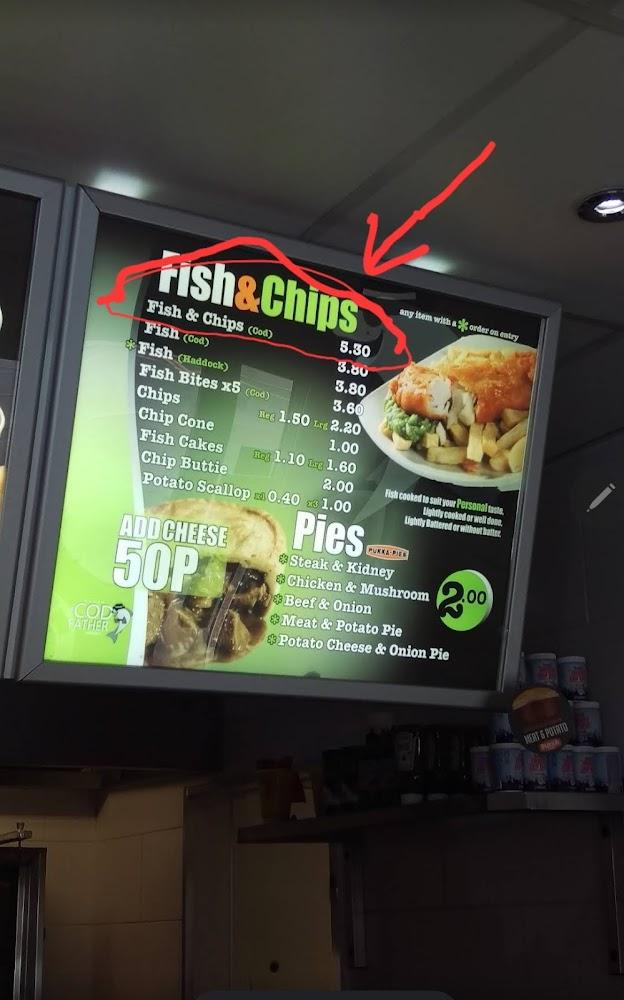 Fish&Chips
any item with a * order on entry
Fish & Chips (Cod) 5.30
Fish (Cod) 3.80
* Fish (Haddock) 3.80
Fish Bites x5 (Cod) 3.60
Chips Reg 1.50 Lrg 2.20
Chip Cone 1.00
Fish Cakes Reg 1.10 Lrg 1.60
Chip Buttie 2.00
Potato Scallop x1 0.40 x3 1.00
Fish cooked to suit your Personal taste,
Lightly cooked or well done,
Lightly Battered or without batter.
ADD CHEESE
50P
Pies PUKKA-PIES
* Steak & Kidney
* Chicken & Mushroom
* Beef & Onion
* Meat & Potato Pie
* Potato Cheese & Onion Pie
2.00
COD
FATHER
MEAT & POTATO